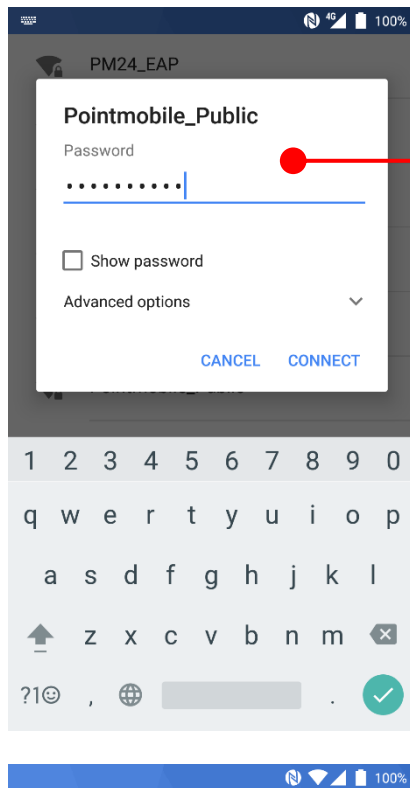 4G 100%
PM24_EAP
Pointmobile_Public
Password
••••••••••
Show password
Advanced options
CANCEL CONNECT
Pointmobile_Public
1 2 3 4 5 6 7 8 9 0
q w e r t y u i o p
a s d f g h j k l
z x c v b n m
?1☺ , .
100%